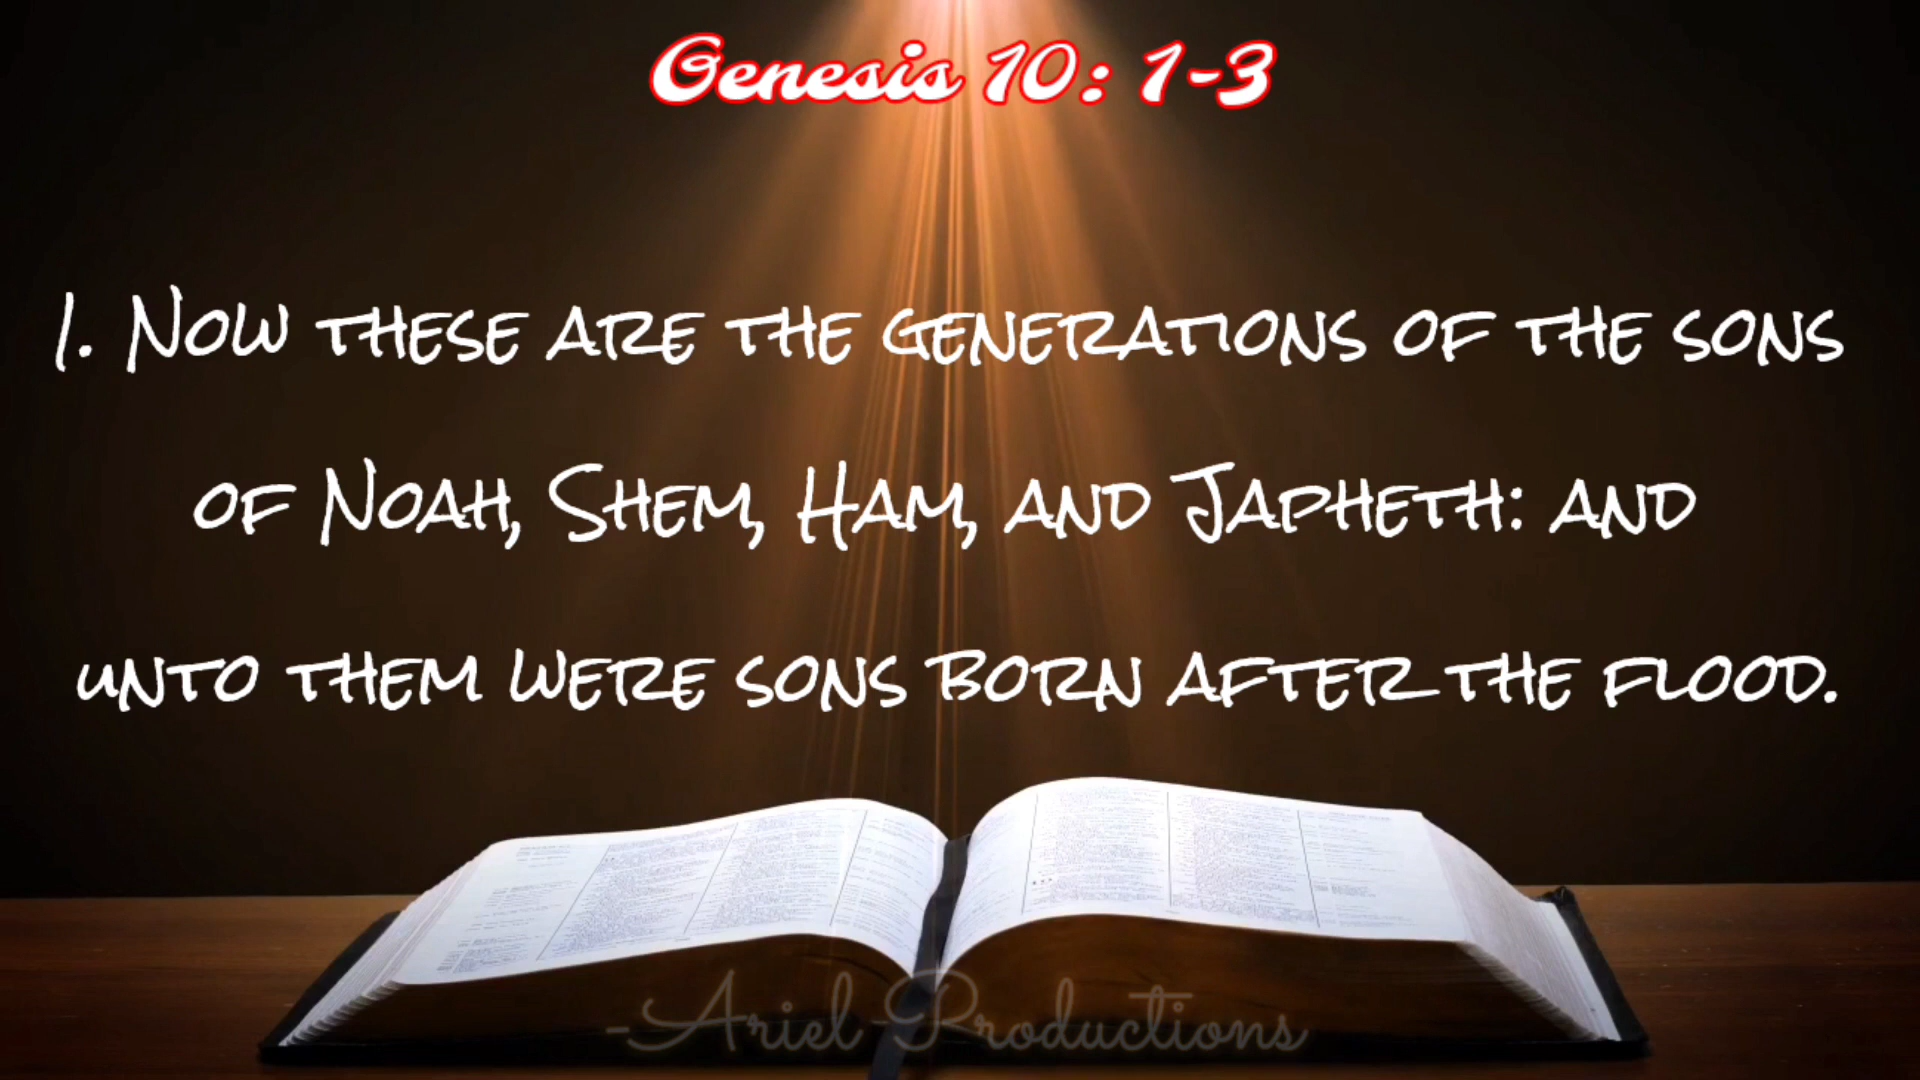 Genesis 10: 1-3
1. Now these are the generations of the sons
of Noah, Shem, Ham, and Japheth: and
unto them were sons born after the flood.
-Ariel Productions